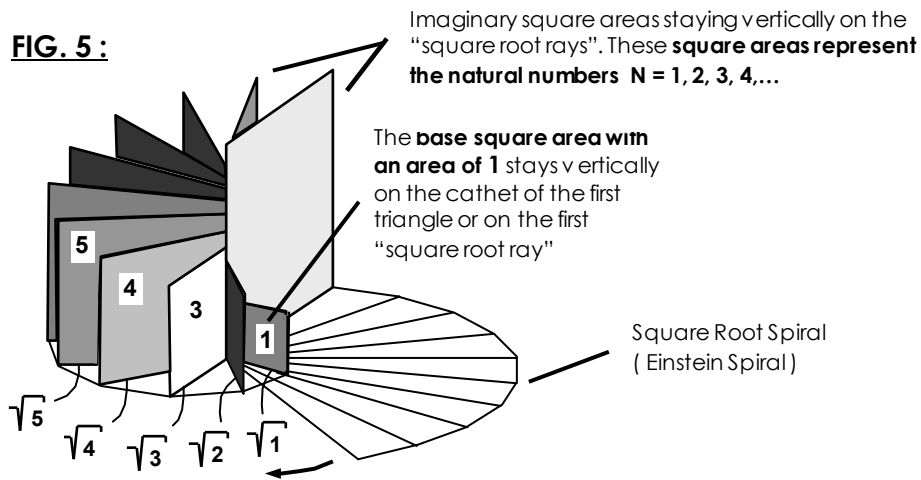 FIG. 5 :
Imaginary square areas staying vertically on the
“square root rays”. These square areas represent
the natural numbers N = 1, 2, 3, 4,…
The base square area with
an area of 1 stays vertically
on the cathet of the first
triangle or on the first
“square root ray”
5
4
3
1
Square Root Spiral
( Einstein Spiral )
√5
√4
√3
√2
√1